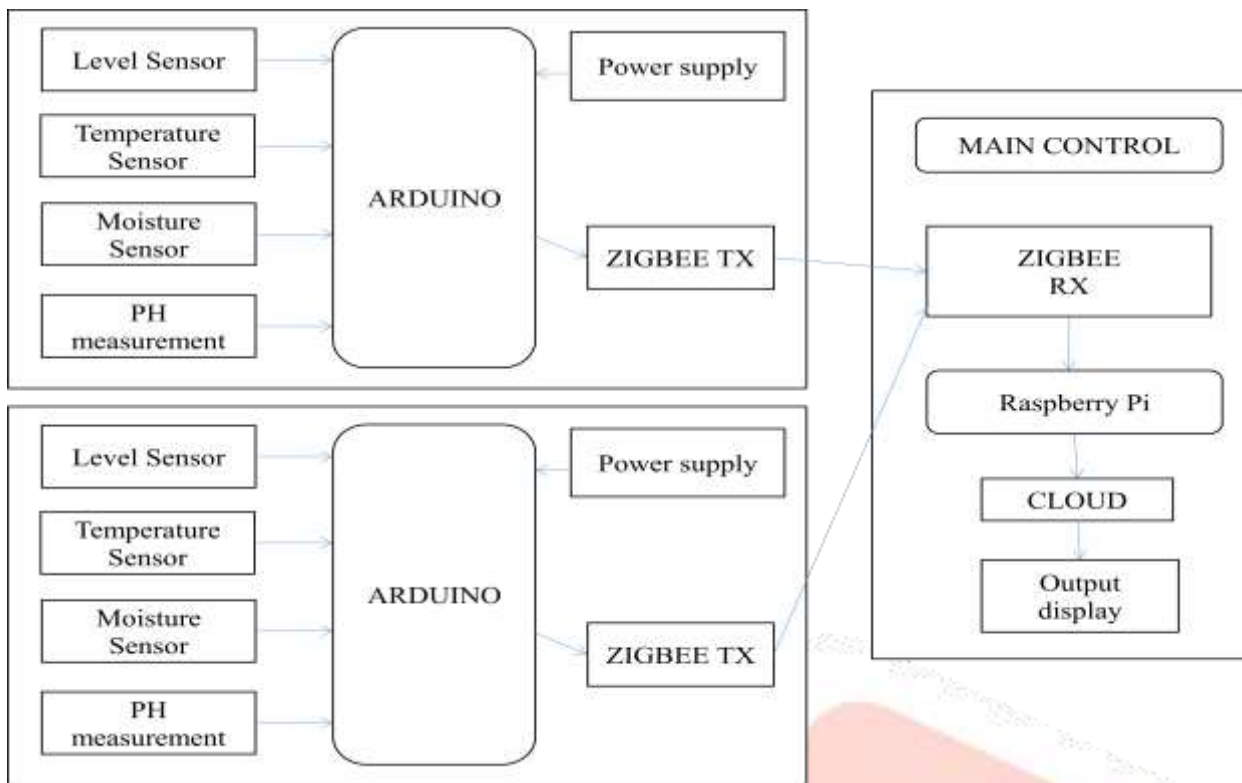 Level Sensor
Temperature
Sensor
Moisture
Sensor
PH
measurement
ARDUINO
Power supply
ZIGBEE TX
Level Sensor
Temperature
Sensor
Moisture
Sensor
PH
measurement
ARDUINO
Power supply
ZIGBEE TX
MAIN CONTROL
ZIGBEE
RX
Raspberry Pi
CLOUD
Output
display